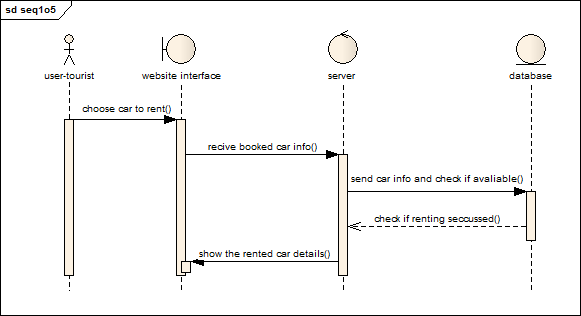 sd seq1o5
user-tourist
website interface
server
database
choose car to rent()
recive booked car info()
send car info and check if avaliable()
check if renting seccussed()
show the rented car details()